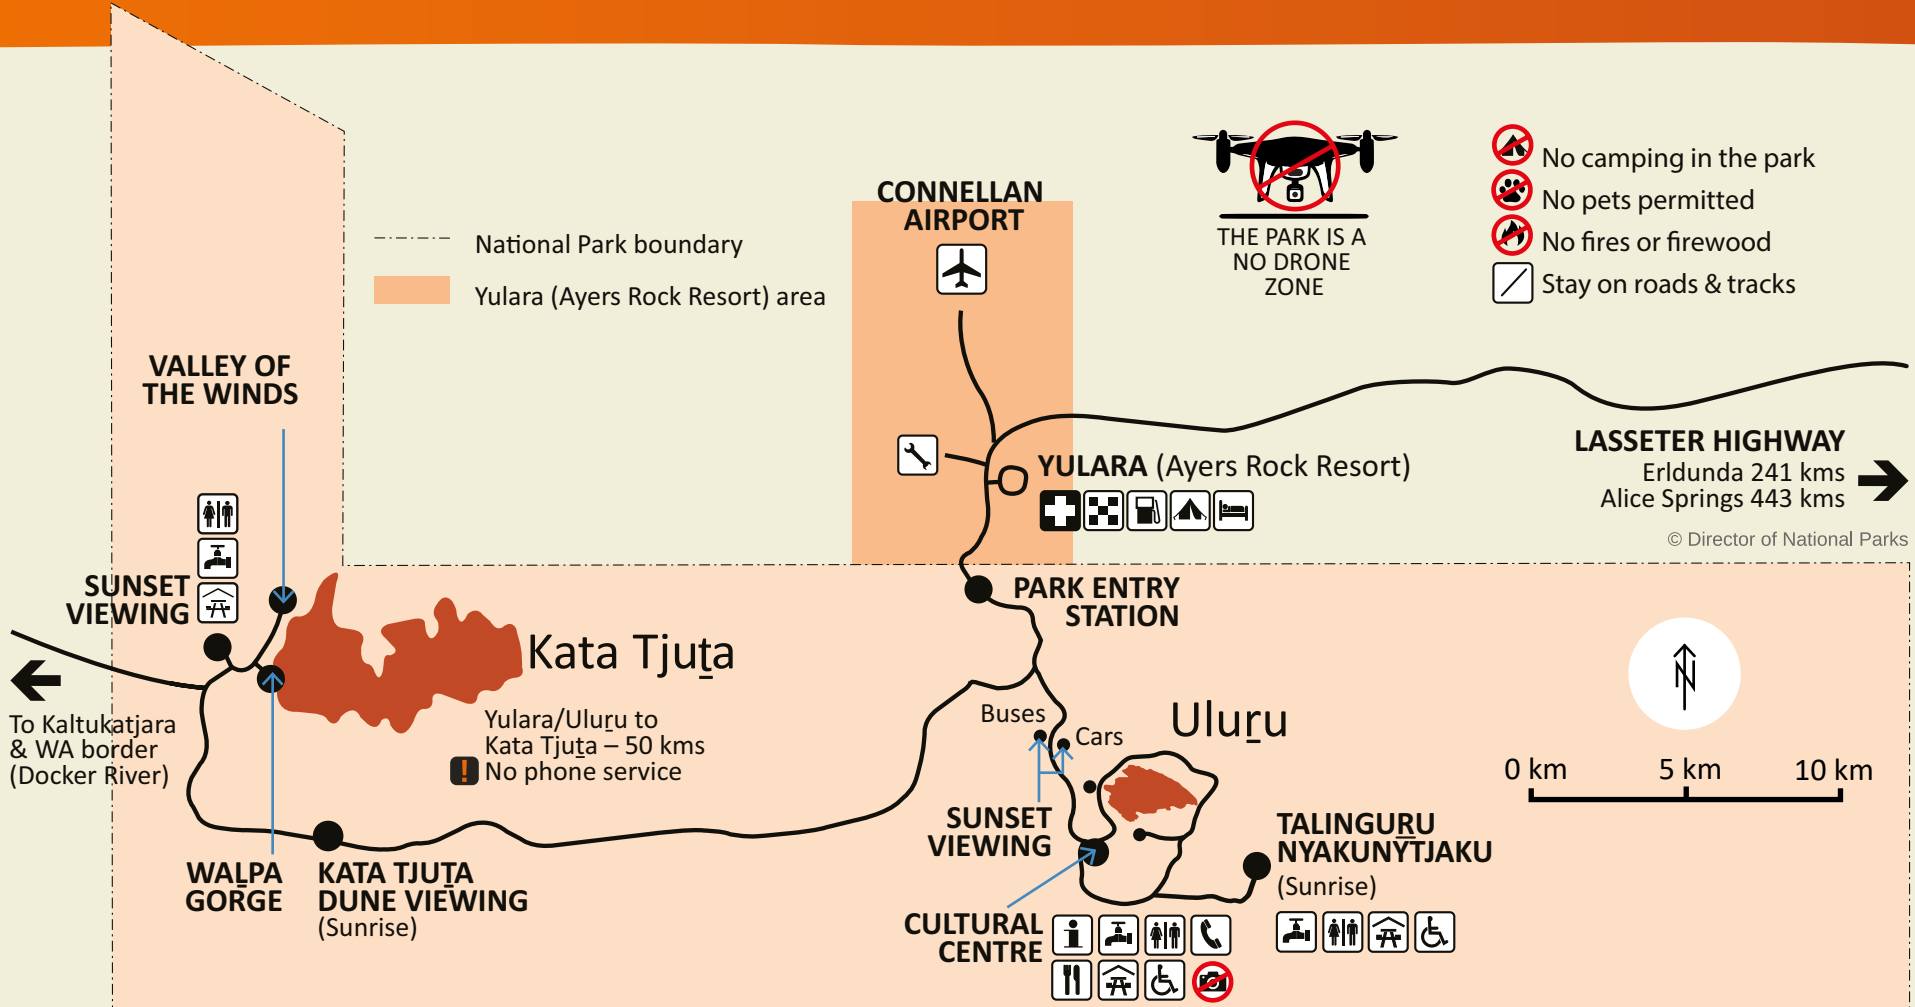 CONNELLAN
AIRPORT
National Park boundary
Yulara (Ayers Rock Resort) area
THE PARK IS A
NO DRONE
ZONE
No camping in the park
No pets permitted
No fires or firewood
Stay on roads & tracks
VALLEY OF
THE WINDS
YULARA (Ayers Rock Resort)
LASSETER HIGHWAY
Erldunda 241 kms
Alice Springs 443 kms
© Director of National Parks
SUNSET
VIEWING
PARK ENTRY
STATION
Kata Tjuṯa
To Kaltukatjara
& WA border
(Docker River)
Yulara/Uluṟu to
Kata Tjuṯa – 50 kms
! No phone service
Buses
Cars
Uluṟu
N
0 km 5 km 10 km
SUNSET
VIEWING
TALINGURU
NYAKUNYTJAKU
(Sunrise)
WAḺPA
GORGE
KATA TJUṮA
DUNE VIEWING
(Sunrise)
CULTURAL
CENTRE
i